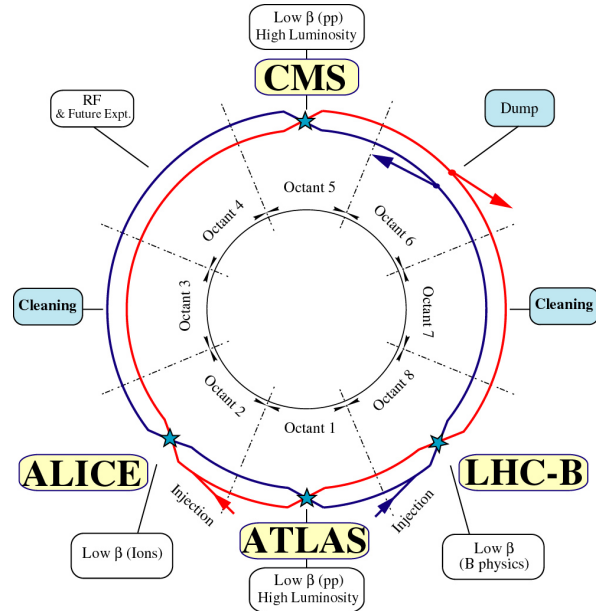 Low β (pp)
High Luminosity
CMS
RF
& Future Expt.
Dump
Octant 5
Octant 4
Octant 6
Cleaning
Octant 3
Octant 7
Cleaning
Octant 2
Octant 8
Octant 1
ALICE
LHC-B
Injection
Injection
ATLAS
Low β (Ions)
Low β
(B physics)
Low β (pp)
High Luminosity